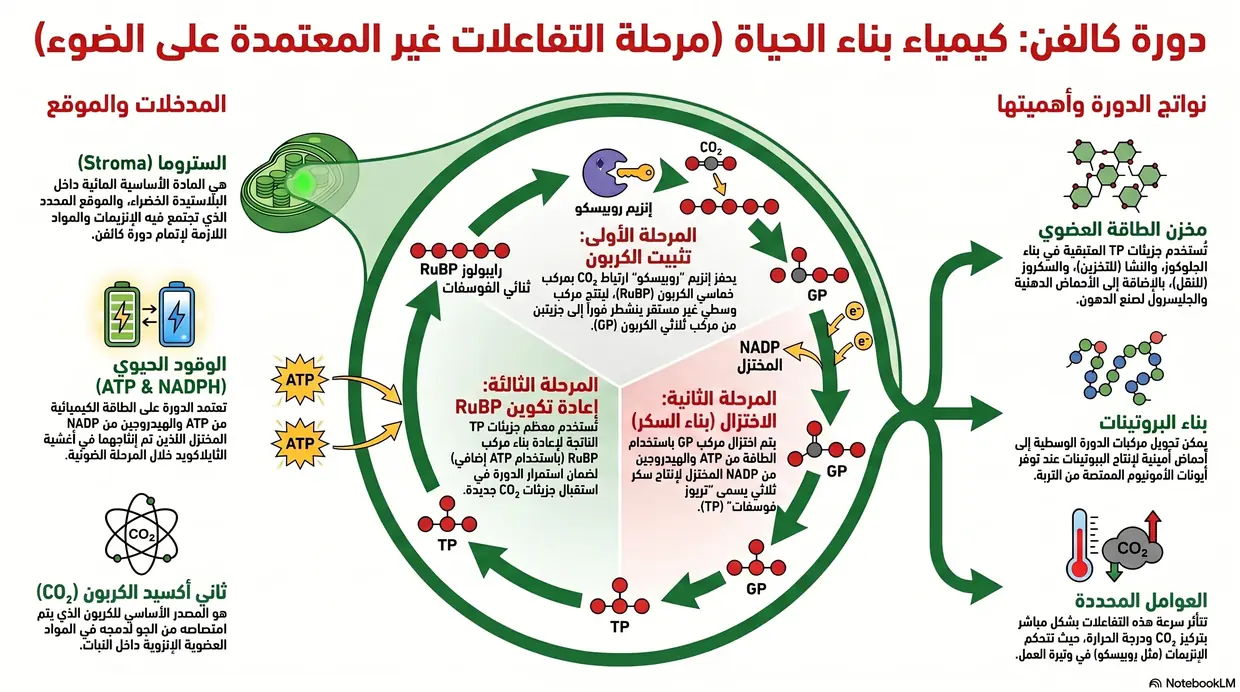 دورة كالفن: كيمياء بناء الحياة (مرحلة التفاعلات غير المعتمدة على الضوء)
نواتج الدورة وأهميتها
مخزن الطاقة العضوي
تُستخدم جزيئات TP المتبقية في بناء
الجلوكوز، والنشا (للتخزين)، والسكروز
(للنقل)، بالإضافة إلى الأحماض الدهنية
والجليسرول لصنع الدهون.
بناء البروتينات
يمكن تحويل مركبات الدورة الوسطية إلى
أحماض أمينية لإنتاج الببروتينات عند توفر
أيونات الأمونيوم الممتصة من التربة.
CO₂
العوامل المحددة
تتأثر سرعة هذه التفاعلات بشكل مباشر
بتركيز CO₂ ودرجة الحرارة، حيث تتحكم
الإنزيمات (مثل روبيسكو) في وتيرة العمل.
CO₂
إنزيم روبيسكو
المرحلة الأولى:
تثبيت الكربون
يحفز إنزيم "روبيسكو" ارتباط CO₂ بمركب
خماسي الكربون (RuBP)، لينتج مركب
وسطي غير مستقر ينشطر فوراً إلى جزيتين
من مركب ثلاثي الكربون (GP).
رايبولوز RuBP
ثنائي الفوسفات
GP
e⁻
e⁻
NADP
المختزل
المرحلة الثانية:
الاختزال (بناء السكر)
يتم اختزال مركب GP باستخدام
الطاقة من ATP والهيدروجين
من NADP المختزل لإنتاج سكر
ثلاثي يسمى "تريوز
فوسفات" (TP).
GP
GP
TP
TP
المرحلة الثالثة:
إعادة تكوين RuBP
تُستخدم معظم جزيئات TP
الناتجة لإعادة بناء مركب
RuBP (باستخدام ATP إضافي)
لضمان استمرار الدورة في
استقبال جزيئات CO₂ جديدة.
ATP
ATP
المدخلات والموقع
الستروما (Stroma)
هي المادة الأساسية المائية داخل
البلاستيدة الخضراء، والموقع المحدد
الذي تجتمع فيه الإنزيمات والمواد
اللازمة لإتمام دورة كالفن.
الوقود الحيوي
(ATP & NADPH)
تعتمد الدورة على الطاقة الكيميائية
من ATP والهيدروجين من NADP
المختزل اللذين تم إنتاجهما في أغشية
الثايلاكويد خلال المرحلة الضوئية.
CO₂
ثاني أكسيد الكربون (CO₂)
هو المصدر الأساسي للكربون الذي يتم
امتصاصه من الجو لدمجه في المواد
العضوية داخل النبات.
NotebookLM